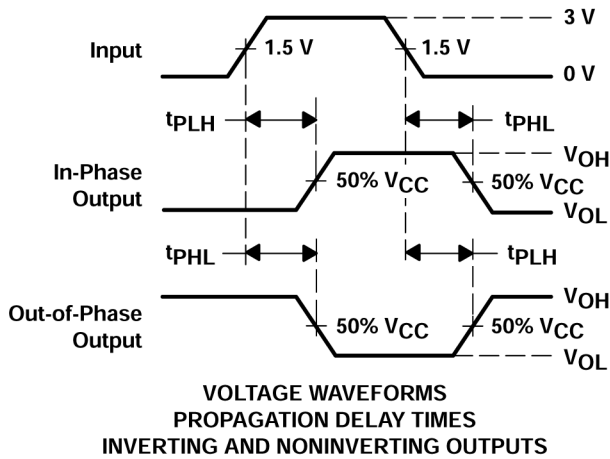 3 V
Input
1.5 V
1.5 V
0 V
tPLH
tPHL
VOH
In-Phase
Output
50% VCC
50% VCC
VOL
tPHL
tPLH
VOH
Out-of-Phase
Output
50% VCC
50% VCC
VOL
VOLTAGE WAVEFORMS
PROPAGATION DELAY TIMES
INVERTING AND NONINVERTING OUTPUTS